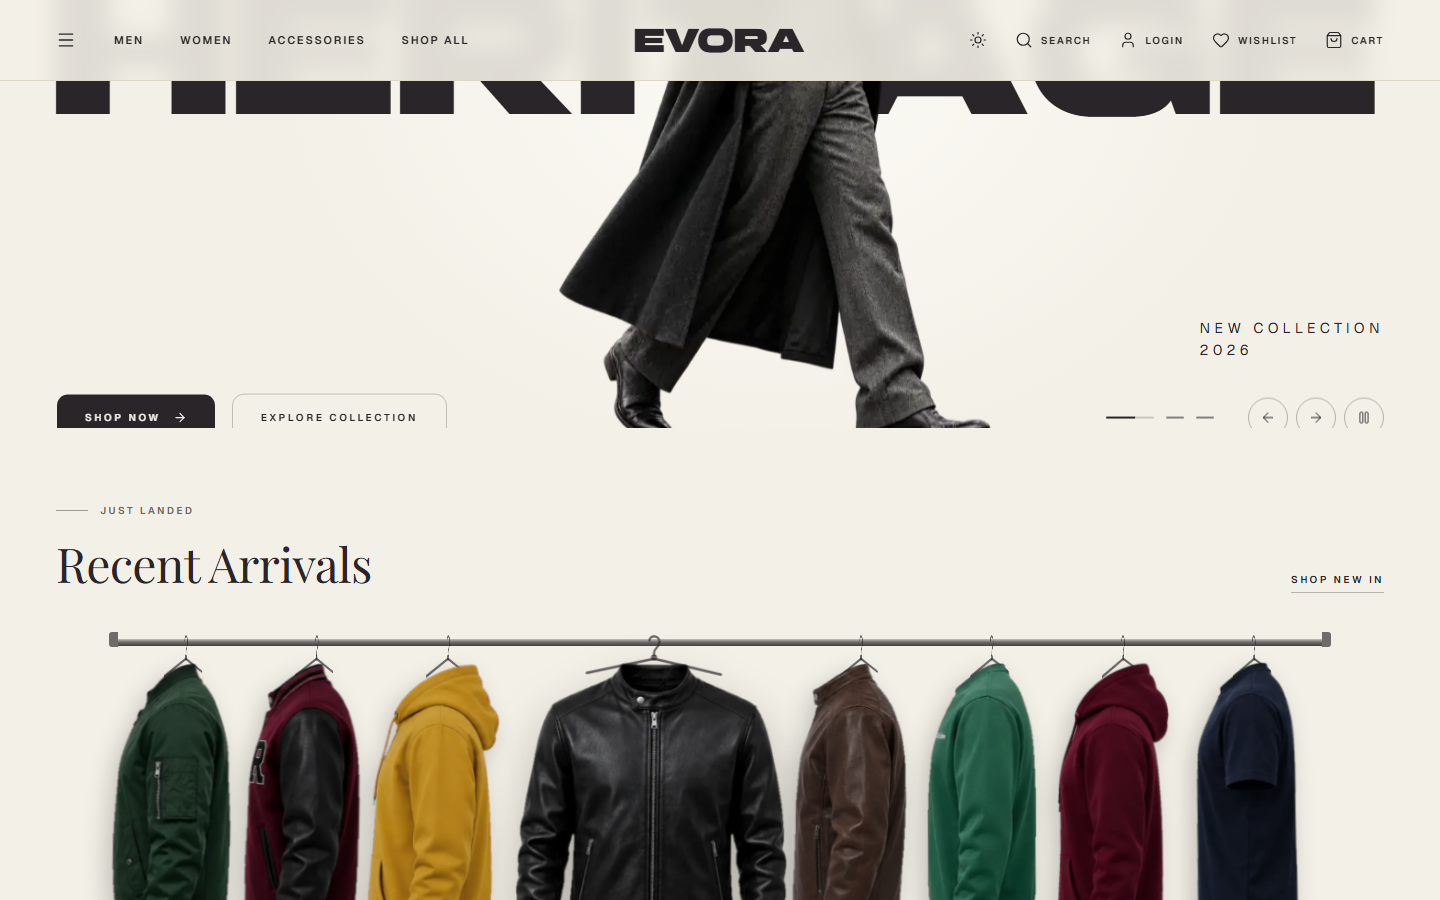 MEN WOMEN ACCESSORIES SHOP ALL EVORA SEARCH LOGIN WISHLIST CART
HERITAGE
NEW COLLECTION
2026
SHOP NOW EXPLORE COLLECTION
JUST LANDED
Recent Arrivals
SHOP NEW IN
R